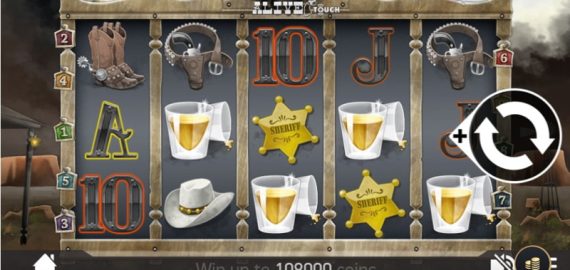 ALIVE
TOUCH
2
10
J
6
4
1
A
SHERIFF
J
+
5
10
SHERIFF
7
3
Win up to 108000 coins